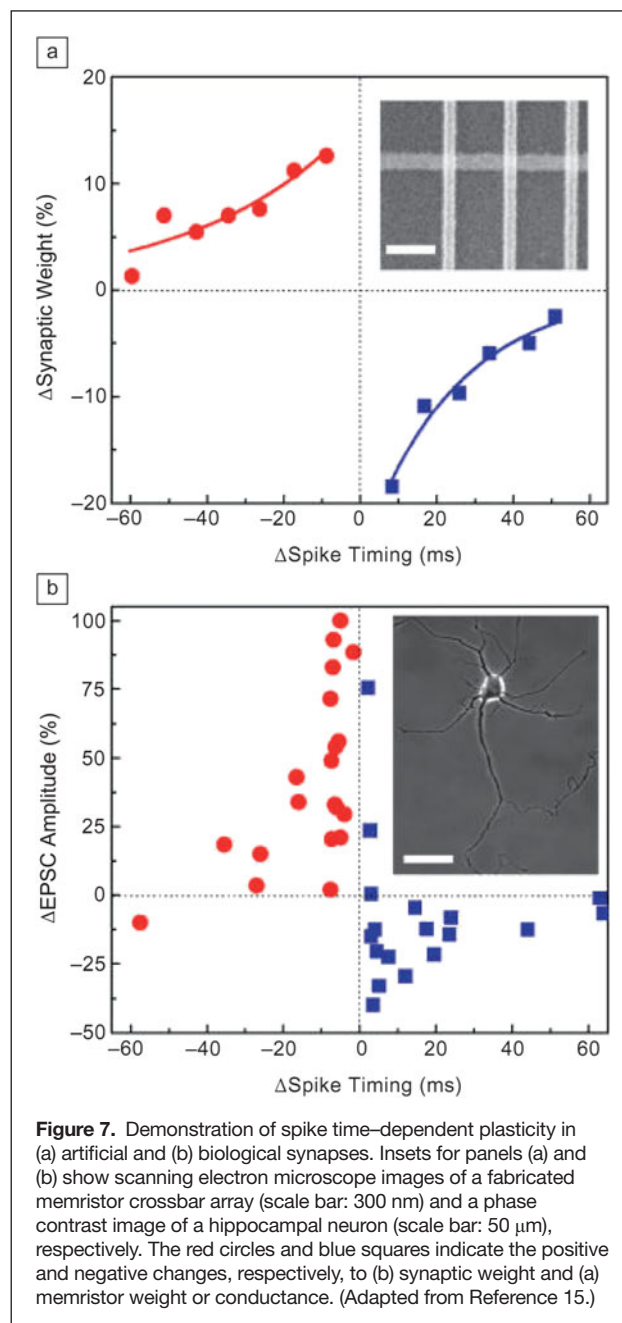 a
20
10
0
−10
−20
ΔSynaptic Weight (%)
−60 −40 −20 0 20 40 60
ΔSpike Timing (ms)
b
100
75
50
25
0
−25
−50
ΔEPSC Amplitude (%)
−60 −40 −20 0 20 40 60
ΔSpike Timing (ms)
Figure 7. Demonstration of spike time–dependent plasticity in
(a) artificial and (b) biological synapses. Insets for panels (a) and
(b) show scanning electron microscope images of a fabricated
memristor crossbar array (scale bar: 300 nm) and a phase
contrast image of a hippocampal neuron (scale bar: 50 μm),
respectively. The red circles and blue squares indicate the positive
and negative changes, respectively, to (b) synaptic weight and (a)
memristor weight or conductance. (Adapted from Reference 15.)